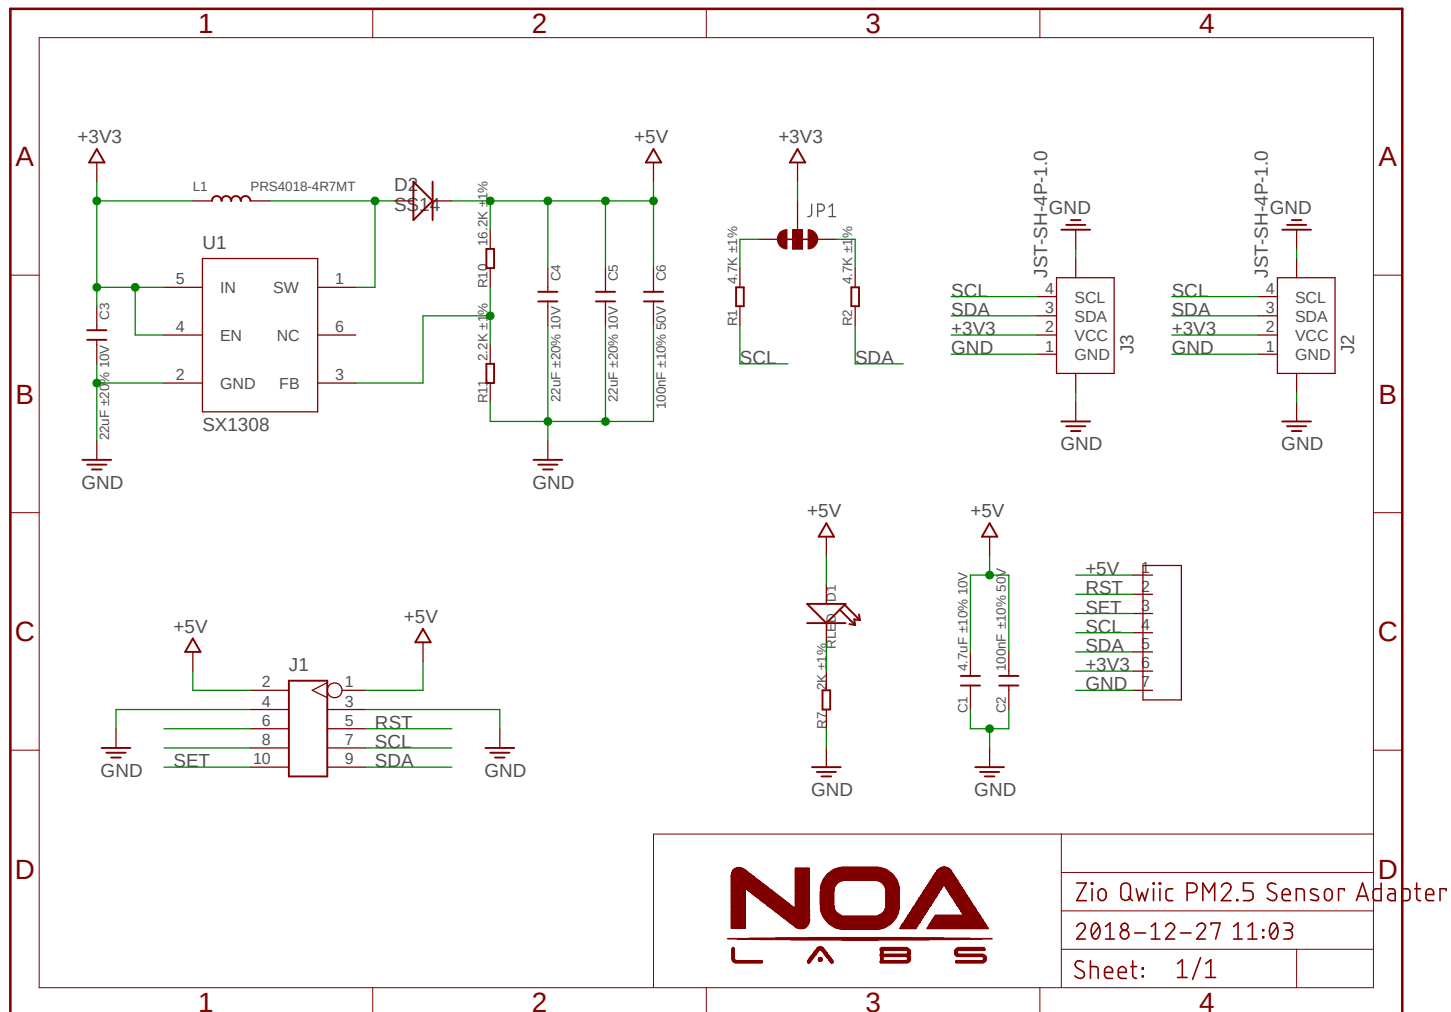 1 2 3 4
A
+3V3
L1 PRS4018-4R7MT
D2
SS14
+5V
U1
5 IN SW 1
4 EN NC 6
2 GND FB 3
SX1308
C3
22uF ±20% 10V
GND
R10 16.2K ±1%
R11 2.2K ±1%
C4
22uF ±20% 10V
C5
22uF ±20% 10V
C6
100nF ±10% 50V
GND
+3V3
JP1
R1 4.7K ±1%
SCL
R2 4.7K ±1%
SDA
JST-SH-4P-1.0
GND
SCL 4 SCL
SDA 3 SDA
+3V3 2 VCC
GND 1 GND
J3
GND
JST-SH-4P-1.0
GND
SCL 4 SCL
SDA 3 SDA
+3V3 2 VCC
GND 1 GND
J2
GND
A
B
B
C
+5V
+5V
J1
2 1
4 3
6 5 RST
8 7 SCL
SET 10 9 SDA
GND
GND
+5V
D1
RLED
R7 2K ±1%
GND
+5V
C1 4.7uF ±10% 10V
C2 100nF ±10% 50V
GND
+5V 1
RST 2
SET 3
SCL 4
SDA 5
+3V3 6
GND 7
C
D
D
NOA
LABS
Zio Qwiic PM2.5 Sensor Adapter
2018-12-27 11:03
Sheet: 1/1
1 2 3 4